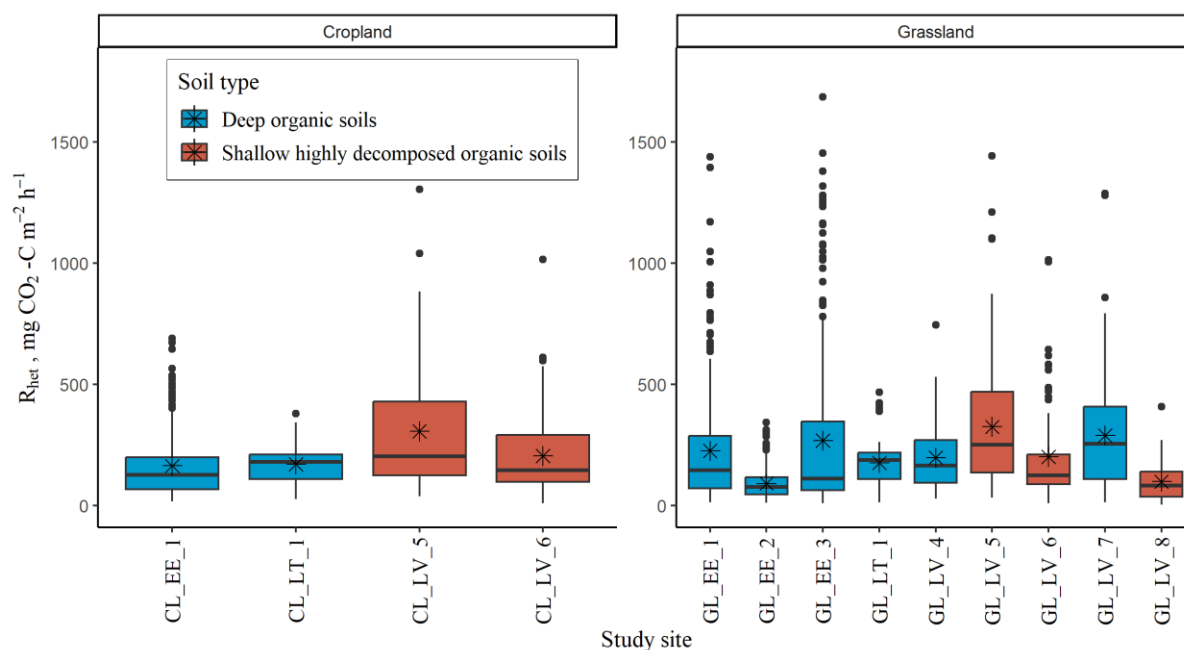 Cropland
Grassland
Soil type
Deep organic soils
Shallow highly decomposed organic soils
R_het , mg CO₂ -C m⁻² h⁻¹
1500
1000
500
0
1500
1000
500
0
CL_EE_1
CL_LT_1
CL_LV_5
CL_LV_6
GL_EE_1
GL_EE_2
GL_EE_3
GL_LT_1
GL_LV_4
GL_LV_5
GL_LV_6
GL_LV_7
GL_LV_8
Study site